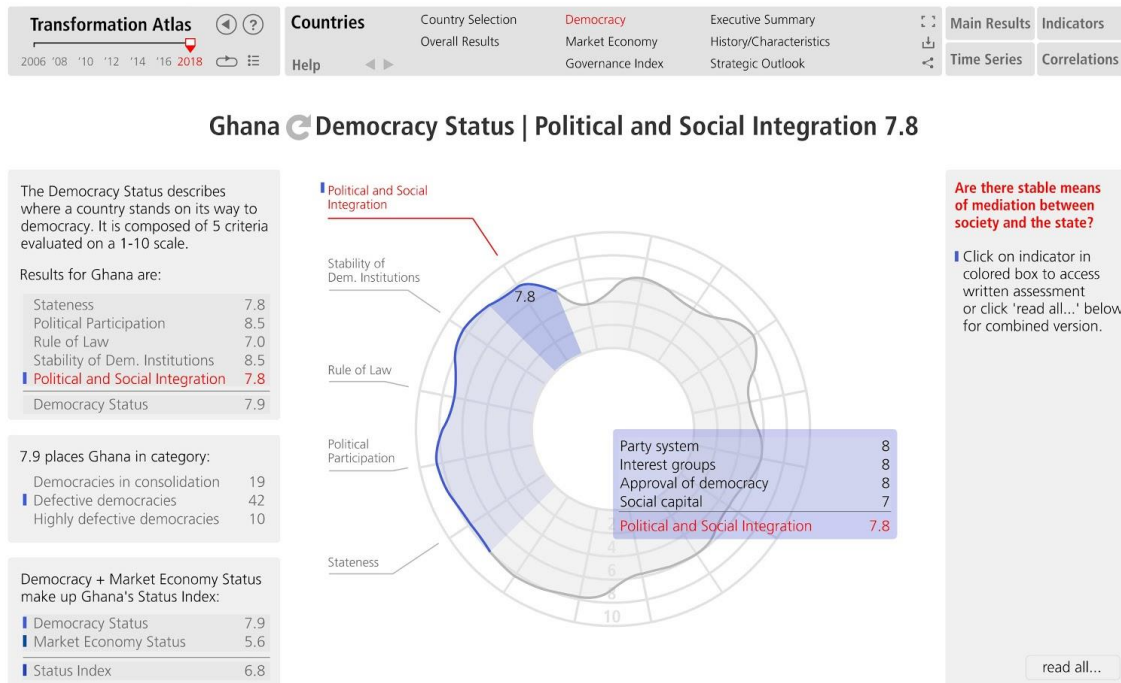 Transformation Atlas
?
2006 '08 '10 '12 '14 '16 2018
Countries
Help
Country Selection
Overall Results
Democracy
Market Economy
Governance Index
Executive Summary
History/Characteristics
Strategic Outlook
Main Results
Indicators
Time Series
Correlations
Ghana Democracy Status | Political and Social Integration 7.8
The Democracy Status describes
where a country stands on its way to
democracy. It is composed of 5 criteria
evaluated on a 1-10 scale.
Results for Ghana are:
Stateness 7.8
Political Participation 8.5
Rule of Law 7.0
Stability of Dem. Institutions 8.5
Political and Social Integration 7.8
Democracy Status 7.9
7.9 places Ghana in category:
Democracies in consolidation 19
Defective democracies 42
Highly defective democracies 10
Democracy + Market Economy Status
make up Ghana's Status Index:
Democracy Status 7.9
Market Economy Status 5.6
Status Index 6.8
Political and Social
Integration
Stability of
Dem. Institutions
Rule of Law
Political
Participation
Stateness
7.8
Party system 8
Interest groups 8
Approval of democracy 8
Social capital 7
Political and Social Integration 7.8
2
4
6
8
10
Are there stable means
of mediation between
society and the state?
Click on indicator in
colored box to access
written assessment
or click 'read all...' below
for combined version.
read all...